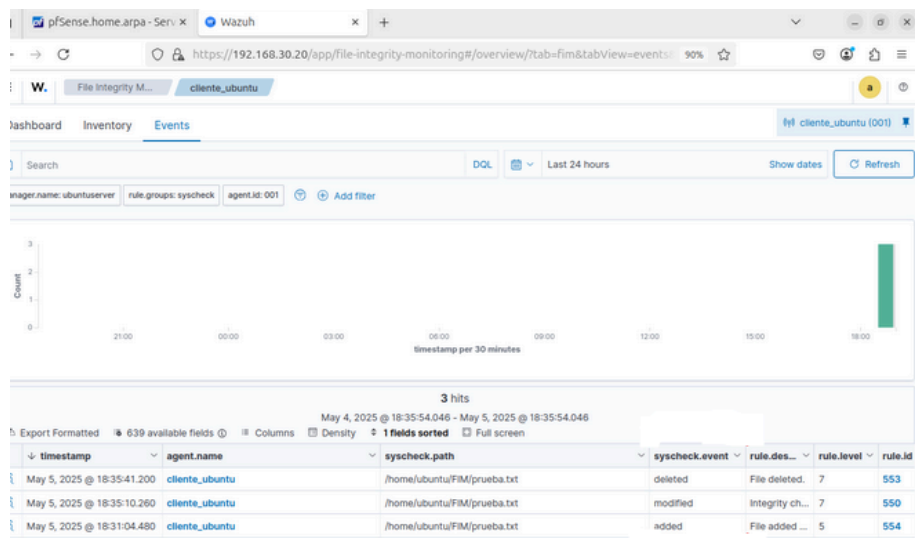 pfSense.home.arpa - Serv × Wazuh × +
https://192.168.30.20/app/file-integrity-monitoring#/overview/?tab=fim&tabView=events 90%
W. File Integrity M... cliente_ubuntu a
Dashboard Inventory Events cliente_ubuntu (001)
Search DQL Last 24 hours Show dates Refresh
anager.name: ubuntuserver rule.groups: syscheck agent.id: 001 Add filter
3
2
1
0
Count
21:00 00:00 03:00 06:00 09:00 12:00 15:00 18:00
timestamp per 30 minutes
3 hits
May 4, 2025 @ 18:35:54.046 - May 5, 2025 @ 18:35:54.046
Export Formatted 639 available fields Columns Density 1 fields sorted Full screen
timestamp agent.name syscheck.path syscheck.event rule.des... rule.level rule.id
May 5, 2025 @ 18:35:41.200 cliente_ubuntu /home/ubuntu/FIM/prueba.txt deleted File deleted. 7 553
May 5, 2025 @ 18:35:10.260 cliente_ubuntu /home/ubuntu/FIM/prueba.txt modified Integrity ch... 7 550
May 5, 2025 @ 18:31:04.480 cliente_ubuntu /home/ubuntu/FIM/prueba.txt added File added ... 5 554